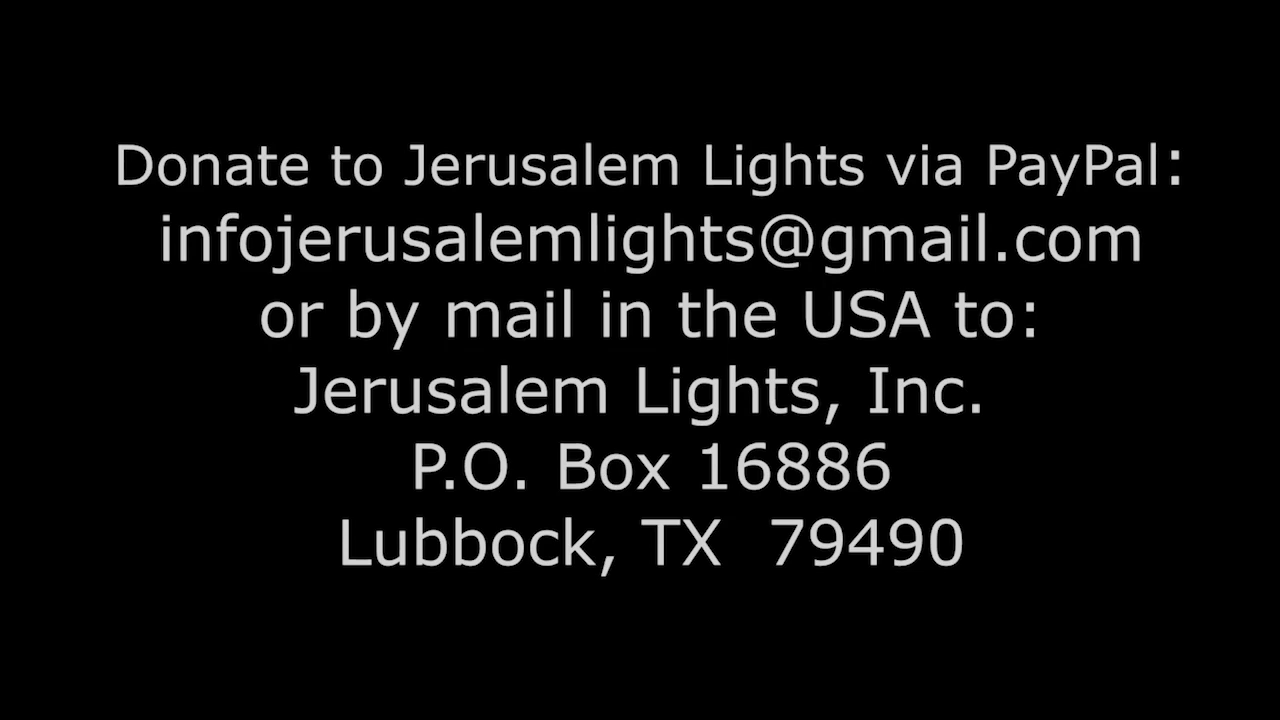 Donate to Jerusalem Lights via PayPal:
infojerusalemlights@gmail.com
or by mail in the USA to:
Jerusalem Lights, Inc.
P.O. Box 16886
Lubbock, TX  79490